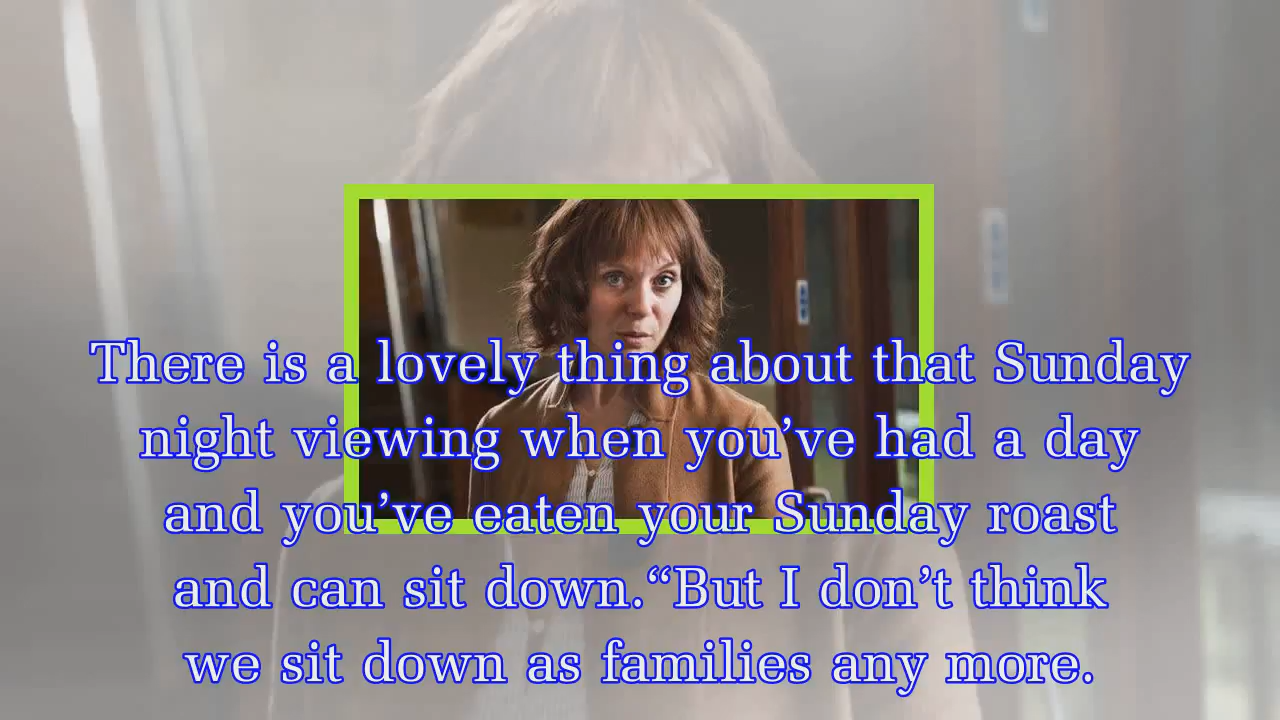 There is a lovely thing about that Sunday
night viewing when you’ve had a day
and you’ve eaten your Sunday roast
and can sit down.“But I don’t think
we sit down as families any more.